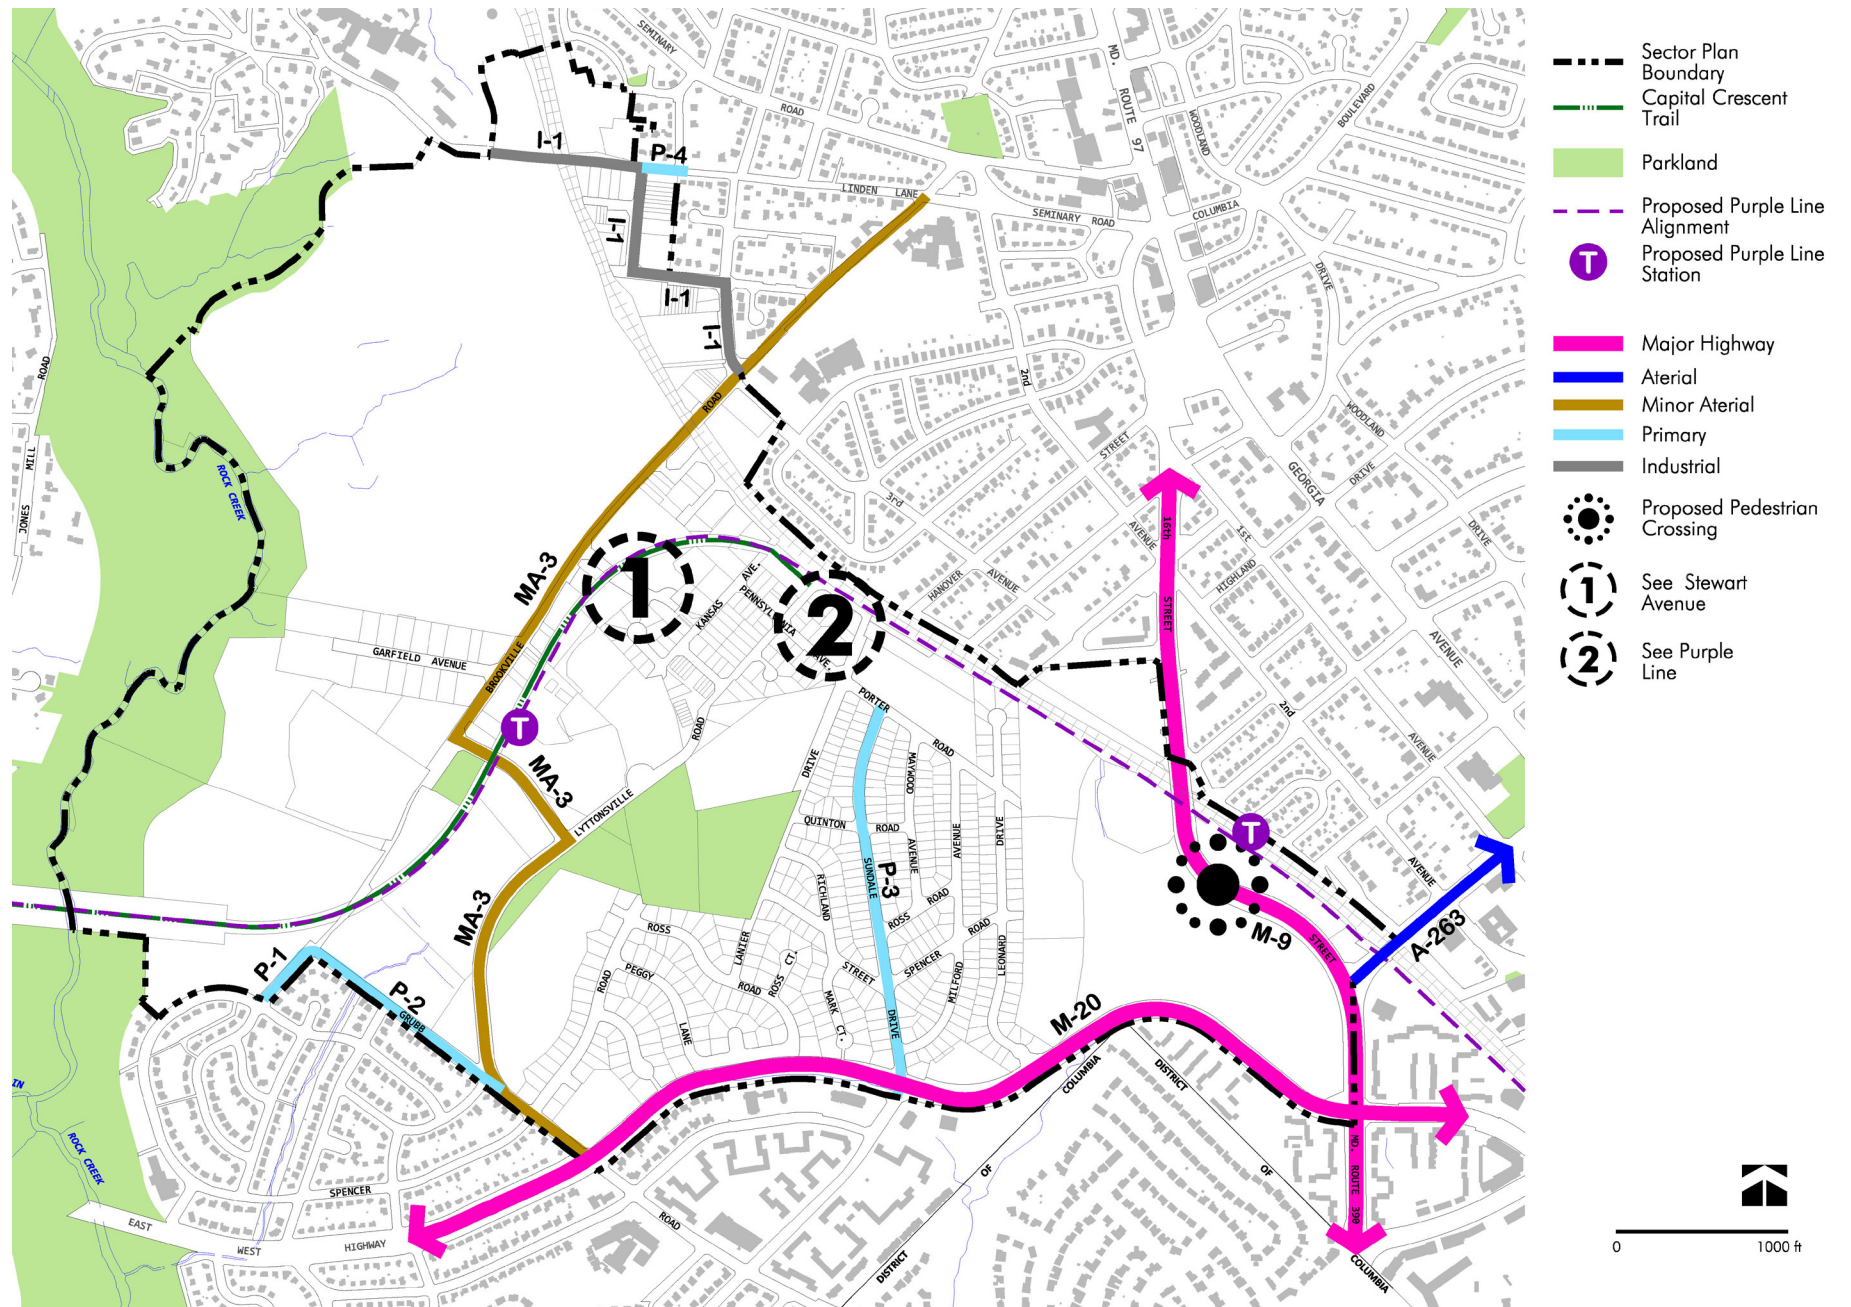 SEMINARY
ROAD
MD.
ROUTE 97
WOODLAND
BOULEVARD
I-1
P-4
LINDEN LANE
SEMINARY ROAD
COLUMBIA
I-1
DRIVE
I-1
I-1
ROAD
2nd
ROAD
WOODLAND
DRIVE
STREET
GEORGIA
MILL
JONES
ROCK CREEK
3rd
16th
STREET
AVENUE
1st
HIGHLAND
DRIVE
MA-3
1
AVE.
PENNSYLVANIA
AVE.
KANSAS
2
HANOVER
AVENUE
GARFIELD AVENUE
BROOKVILLE
AVENUE
T
ROAD
PORTER
ROAD
2nd
AVENUE
MA-3
DRIVE
MAYWOOD
AVENUE
LYTTONSVILLE
QUINTON
ROAD
AVENUE
DRIVE
T
SUNDALE
DRIVE
P-3
RICHLAND
STREET
ROSS
ROAD
SPENCER
ROAD
MILFORD
LEONARD
AVENUE
MA-3
ROSS
ROAD
PEGGY
LANE
LANIER
ROAD
ROSS CT.
MARK CT.
M-9
STREET
A-263
P-1
P-2
GRUBB
M-20
COLUMBIA
DISTRICT
OF
COLUMBIA
DISTRICT
OF
MD. ROUTE 390
IN
ROCK CREEK
SPENCER
ROAD
EAST
WEST
HIGHWAY
ROAD
Sector Plan
Boundary
Capital Crescent
Trail
Parkland
Proposed Purple Line
Alignment
T
Proposed Purple Line
Station
Major Highway
Aterial
Minor Aterial
Primary
Industrial
Proposed Pedestrian
Crossing
1
See Stewart
Avenue
2
See Purple
Line
0 1000 ft